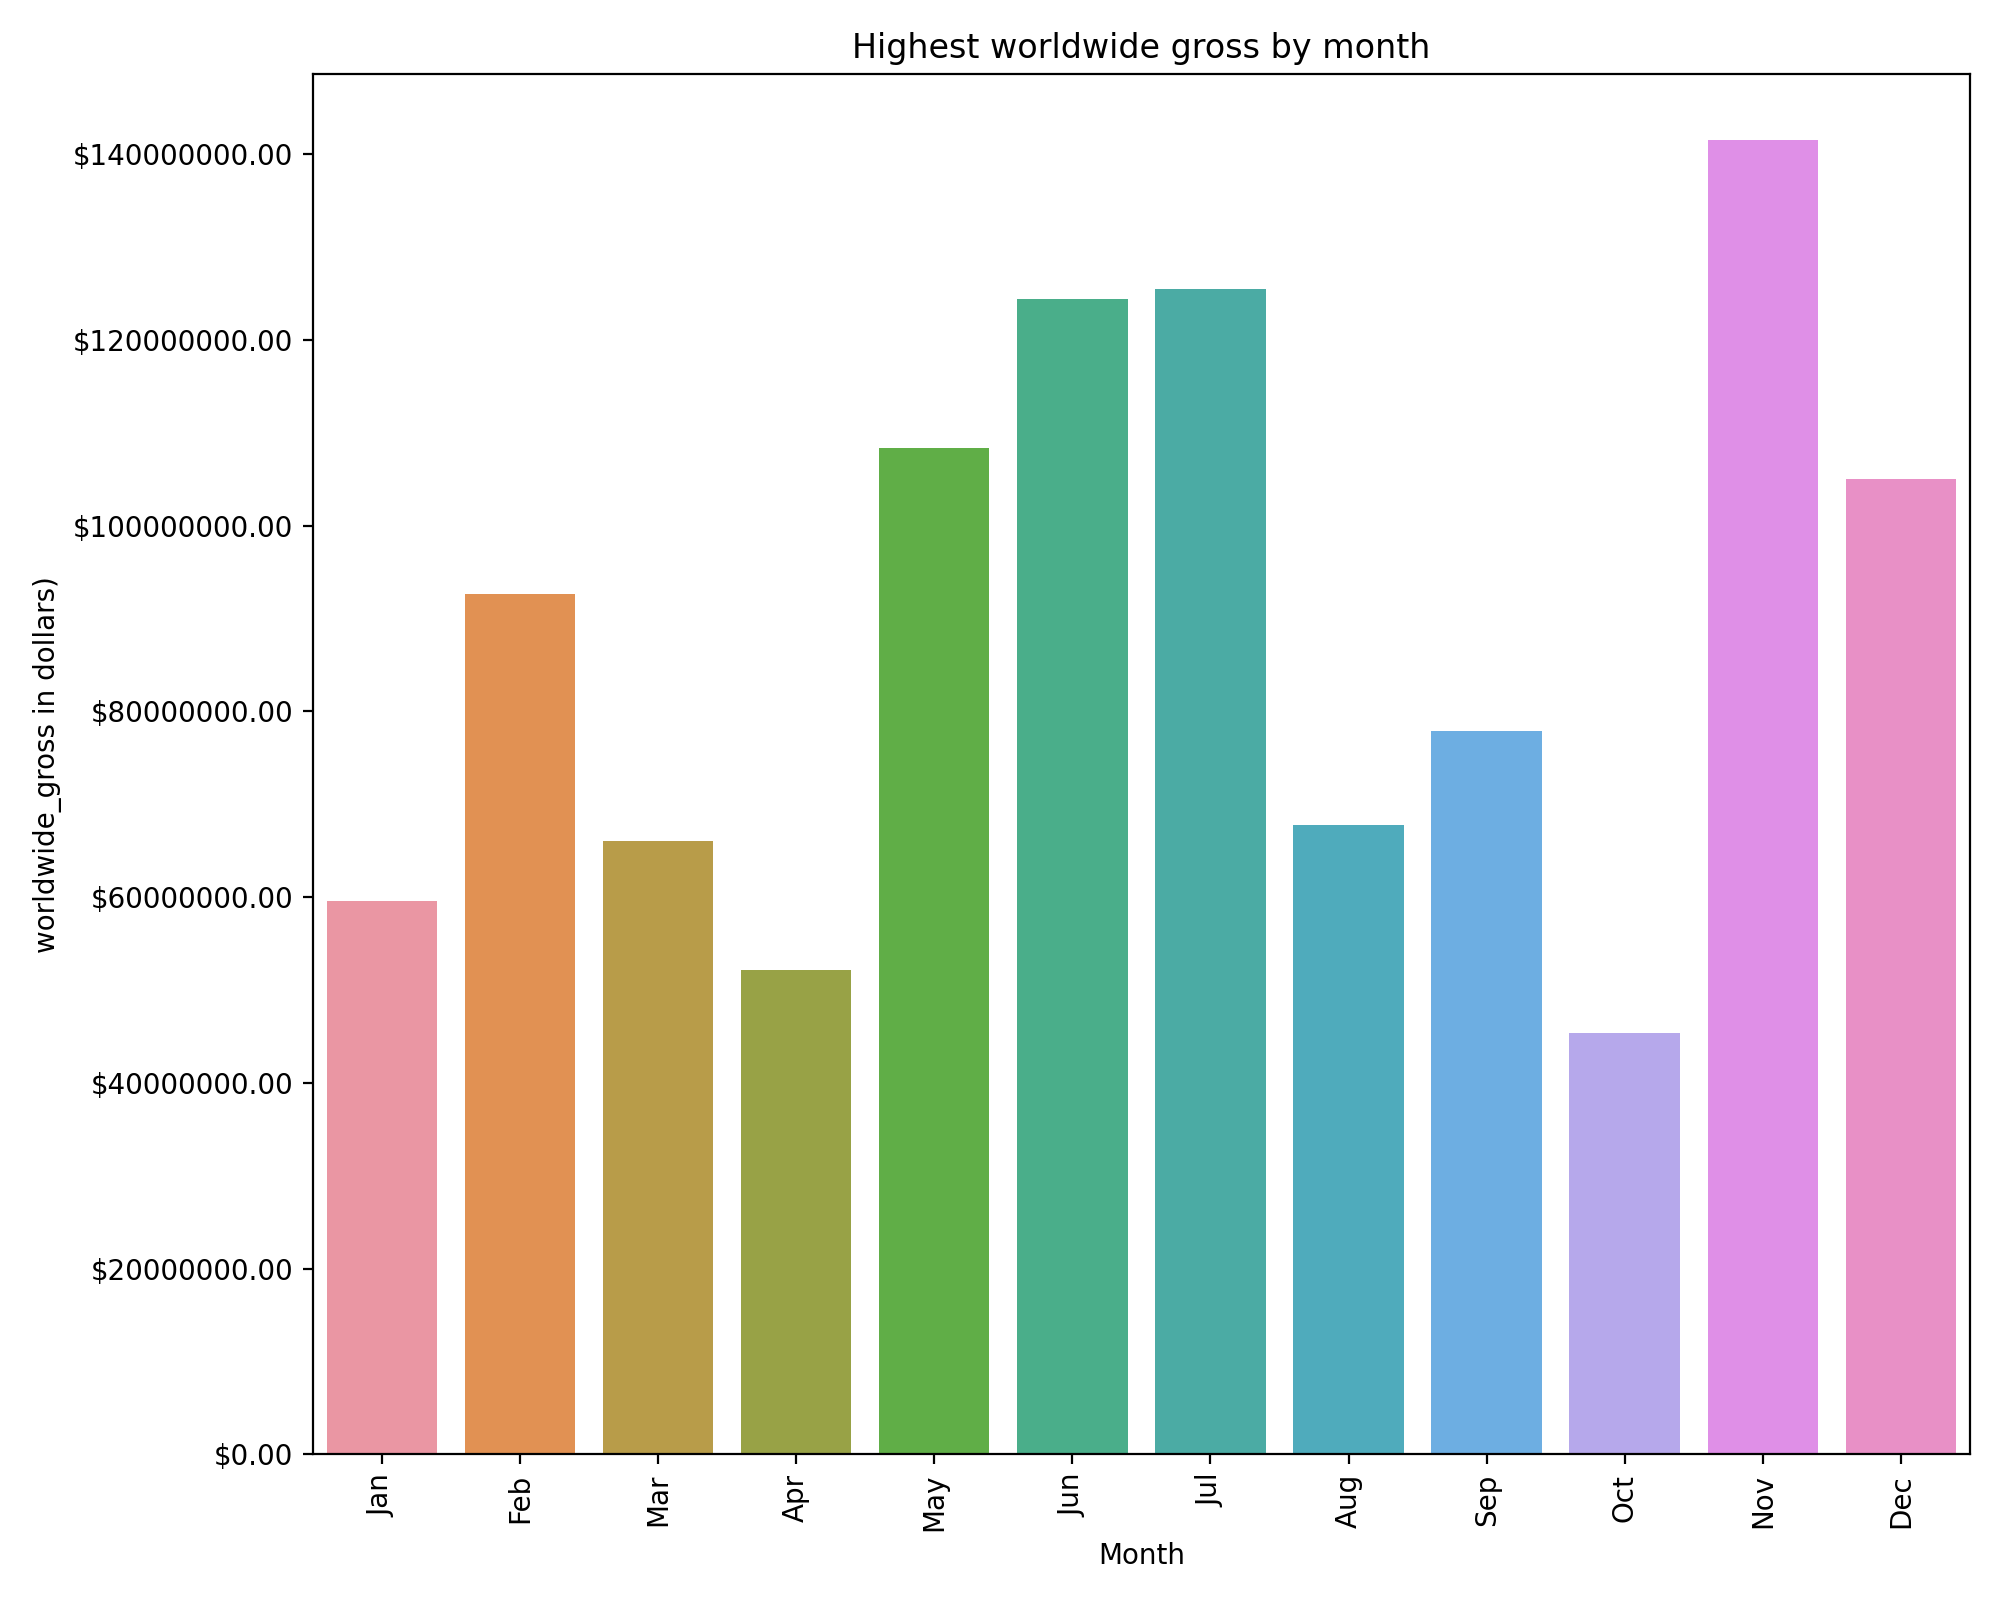 Highest worldwide gross by month
worldwide_gross in dollars)
$140000000.00
$120000000.00
$100000000.00
$80000000.00
$60000000.00
$40000000.00
$20000000.00
$0.00
Jan Feb Mar Apr May Jun Jul Aug Sep Oct Nov Dec
Month